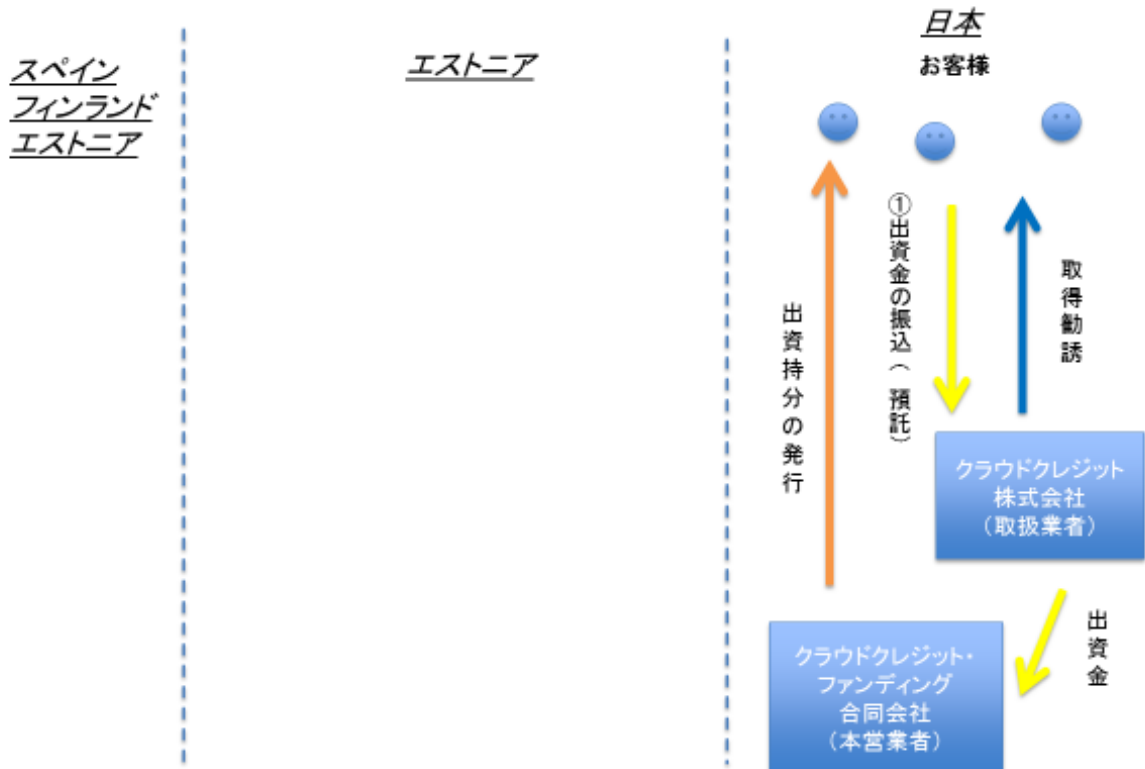 スペイン
フィンランド
エストニア
エストニア
日本
お客様
出資持分の発行
①出資金の振込(預託)
取得勧誘
クラウドクレジット
株式会社
(取扱業者)
出資金
クラウドクレジット・
ファンディング
合同会社
(本営業者)